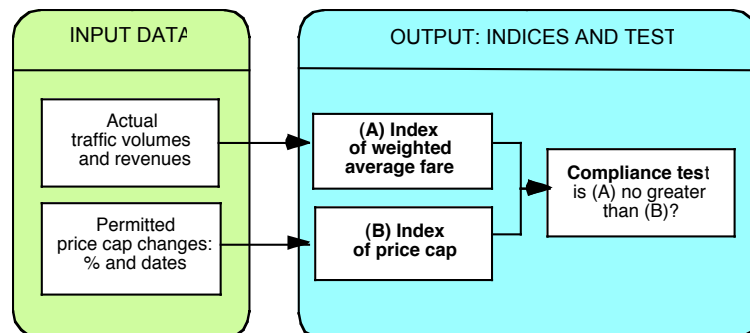 INPUT DATA
OUTPUT: INDICES AND TEST
Actual
traffic volumes
and revenues
(A) Index
of weighted
average fare
Compliance test
is (A) no greater
than (B)?
Permitted
price cap changes:
% and dates
(B) Index
of price cap